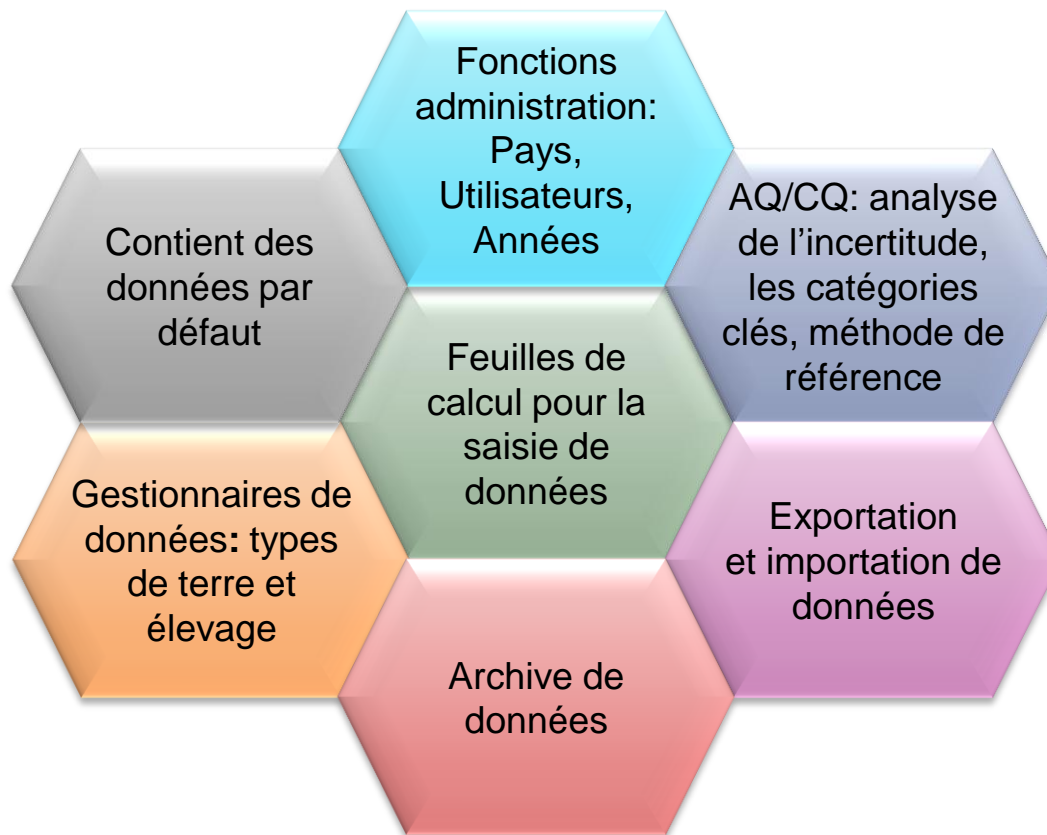 Fonctions
administration:
Pays,
Utilisateurs,
Années
Contient des
données par
défaut
AQ/CQ: analyse
de l’incertitude,
les catégories
clés, méthode de
référence
Feuilles de
calcul pour la
saisie de
données
Gestionnaires de
données: types
de terre et
élevage
Exportation
et importation de
données
Archive de
données